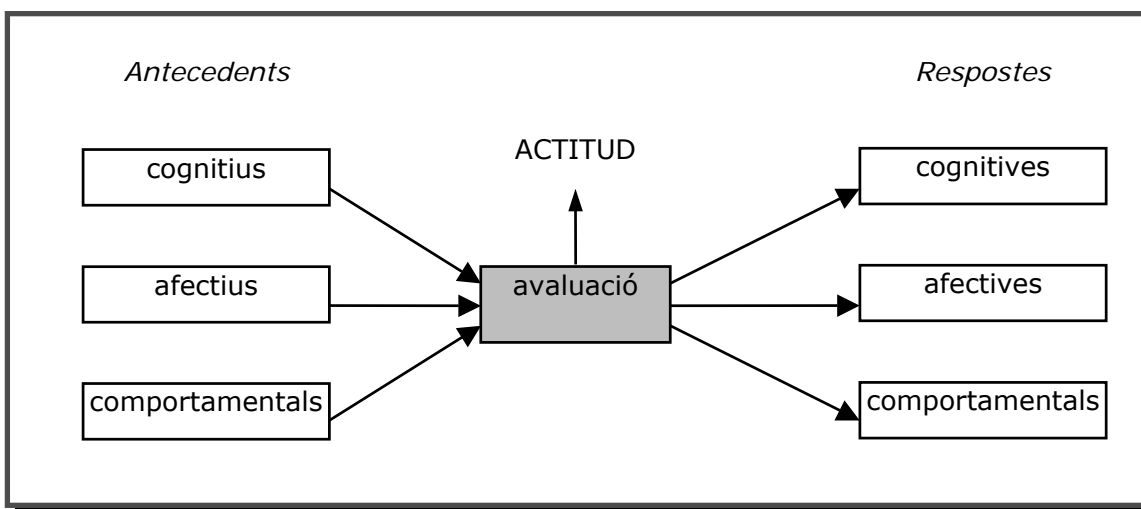 Antecedents
Respostes
ACTITUD
cognitius
cognitives
afectius
avaluació
afectives
comportamentals
comportamentals